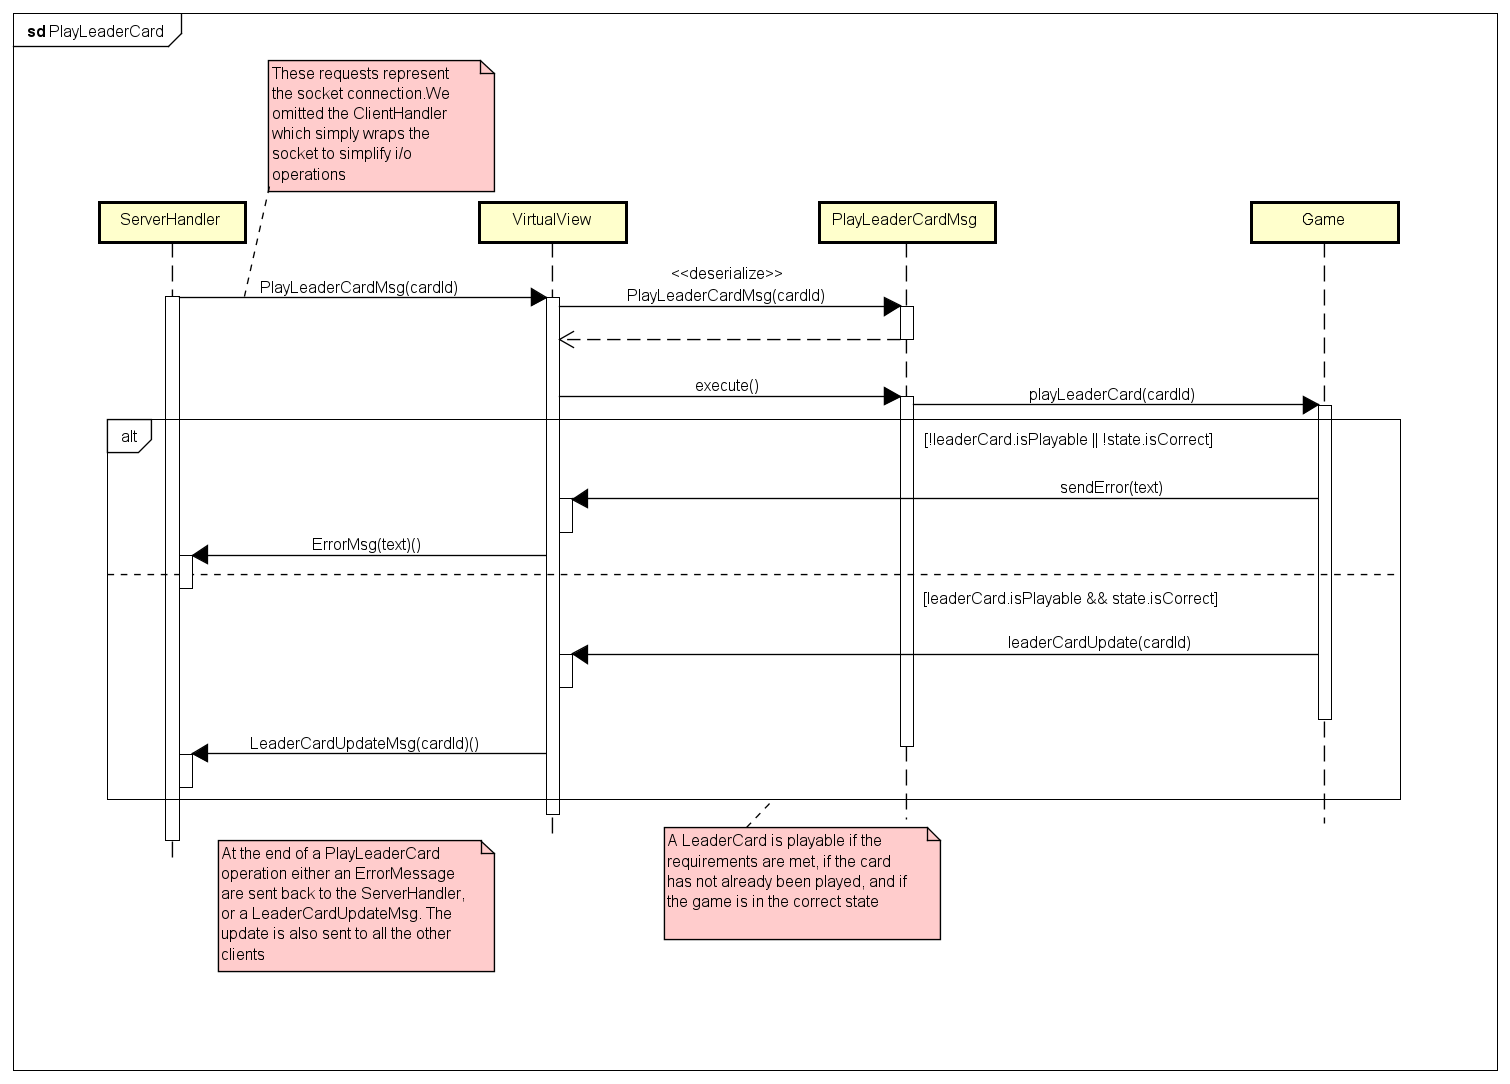 sd PlayLeaderCard
These requests represent
the socket connection.We
omitted the ClientHandler
which simply wraps the
socket to simplify i/o
operations
ServerHandler
VirtualView
PlayLeaderCardMsg
Game
<<deserialize>>
PlayLeaderCardMsg(cardId)
PlayLeaderCardMsg(cardId)
execute()
playLeaderCard(cardId)
alt
[!leaderCard.isPlayable || !state.isCorrect]
sendError(text)
ErrorMsg(text)()
[leaderCard.isPlayable && state.isCorrect]
leaderCardUpdate(cardId)
LeaderCardUpdateMsg(cardId)()
A LeaderCard is playable if the
requirements are met, if the card
has not already been played, and if
the game is in the correct state
At the end of a PlayLeaderCard
operation either an ErrorMessage
are sent back to the ServerHandler,
or a LeaderCardUpdateMsg. The
update is also sent to all the other
clients